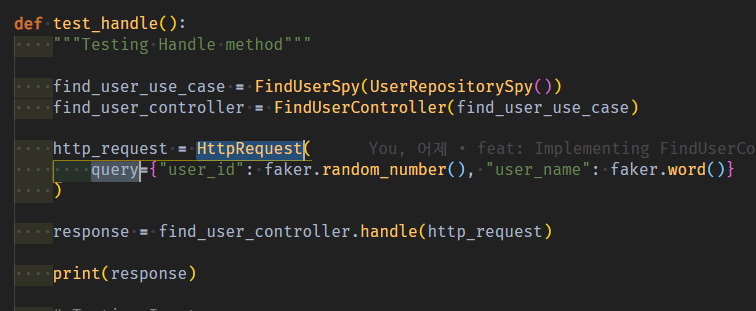 def test_handle():
    """Testing Handle method"""
    find_user_use_case = FindUserSpy(UserRepositorySpy())
    find_user_controller = FindUserController(find_user_use_case)
    http_request = HttpRequest( You, 어제 • feat: Implementing FindUserCo
        query={"user_id": faker.random_number(), "user_name": faker.word()}
    )
    response = find_user_controller.handle(http_request)
    print(response)